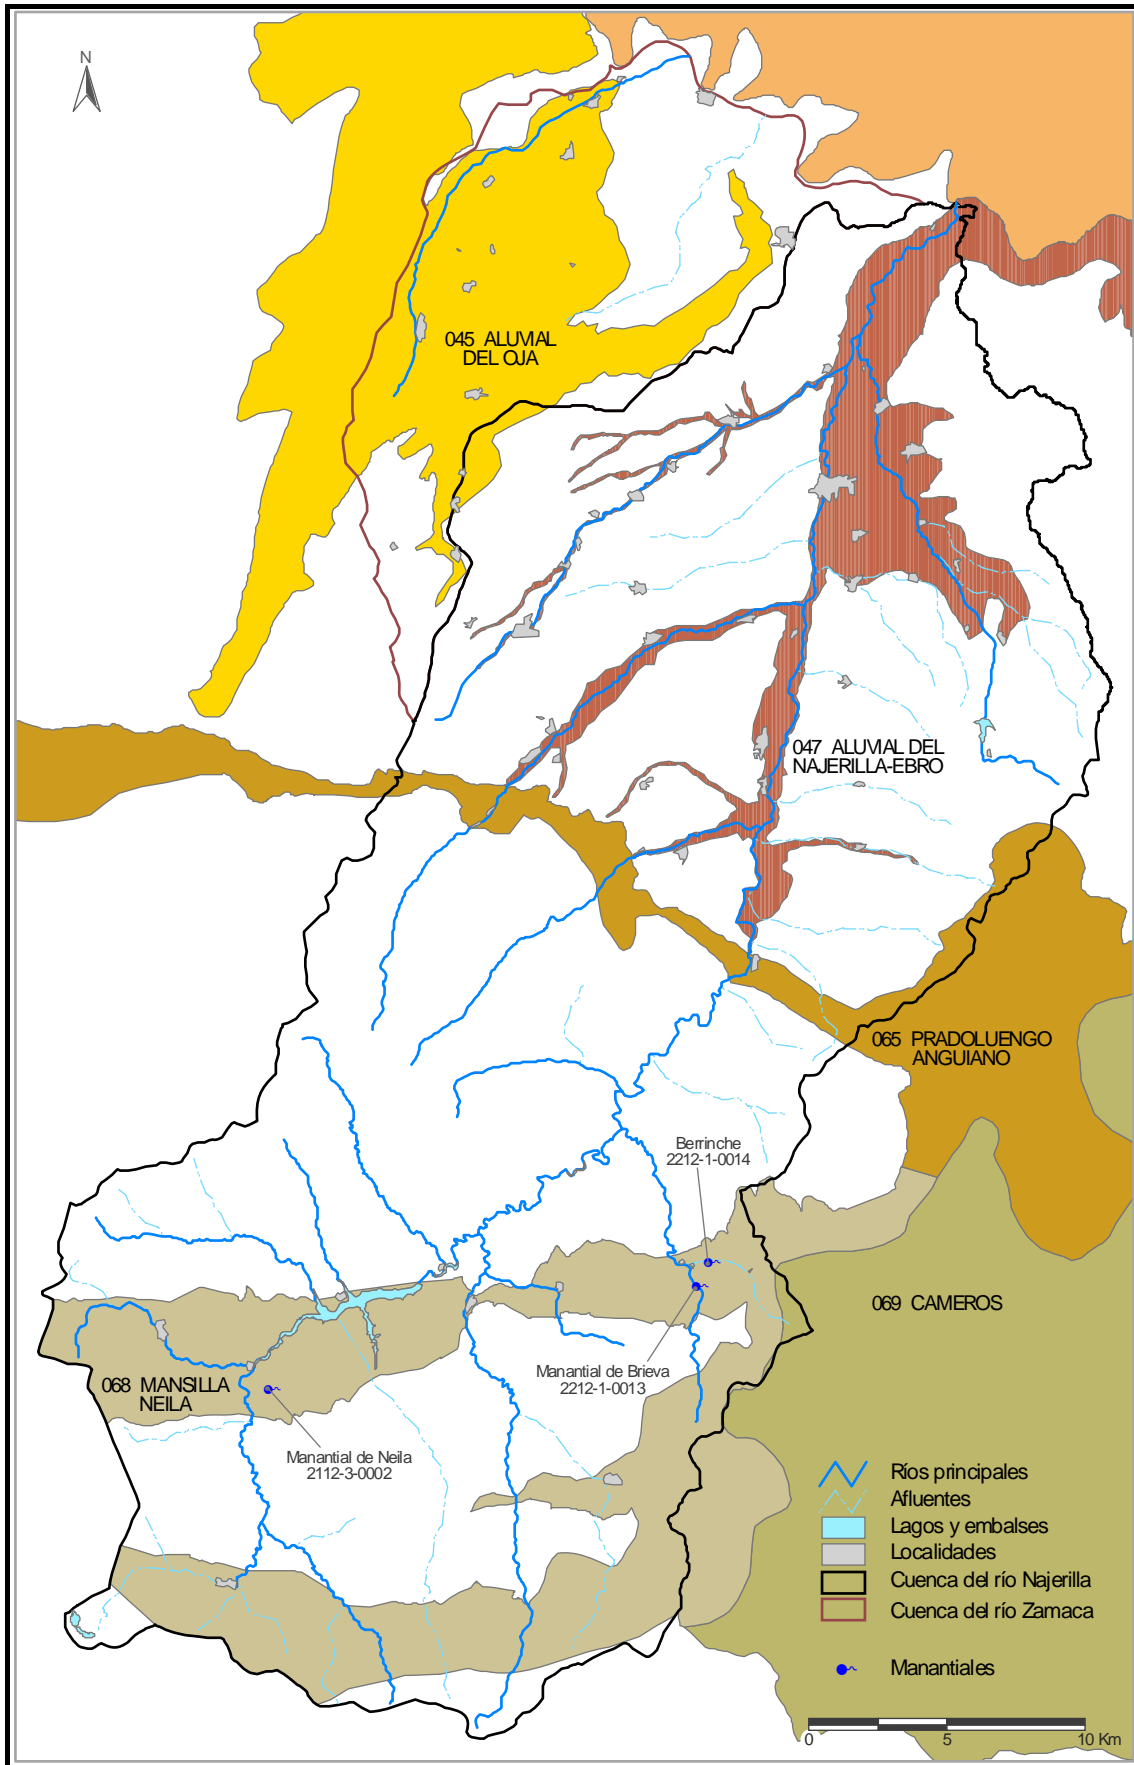 N
045 ALUVIAL
DEL OJA
047 ALUVIAL DEL
NAJERILLA-EBRO
065 PRADOLUENGO
ANGUIANO
Berrinche
2212-1-0014
069 CAMEROS
Manantial de Brieva
2212-1-0013
068 MANSILLA
NEILA
Manantial de Neila
2112-3-0002
Ríos principales
Afluentes
Lagos y embalses
Localidades
Cuenca del río Najerilla
Cuenca del río Zamaca
Manantiales
0 5 10 Km